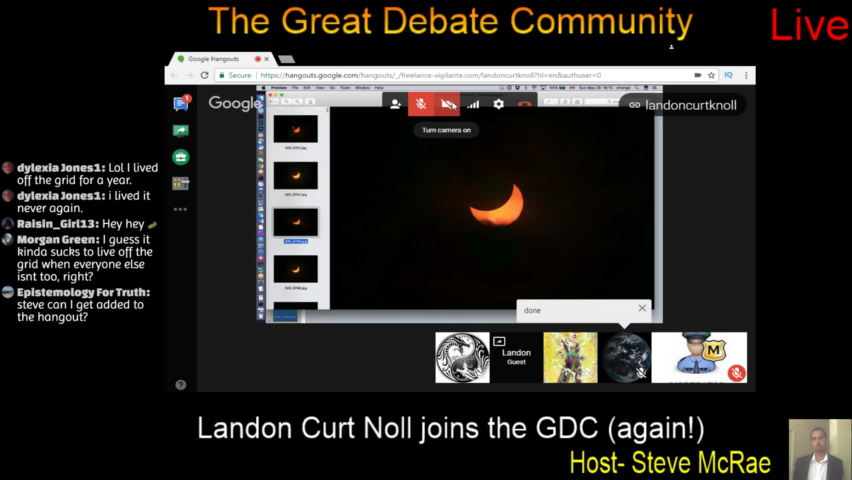 The Great Debate Community
Live
Google Hangouts
Secure
https://hangouts.google.com/hangouts/_/freelance-vigilante.com/landoncurtknoll?hl=en&authuser=0
Google
landoncurtknoll
Turn camera on
dylexia Jones1: Lol I lived
off the grid for a year.
dylexia Jones1: i lived it
never again.
Raisin_Girl13: Hey hey
Morgan Green: I guess it
kinda sucks to live off the
grid when everyone else
isnt too, right?
Epistemology For Truth:
steve can I get added to
the hangout?
done
Landon
Guest
M
Landon Curt Noll joins the GDC (again!)
Host- Steve McRae